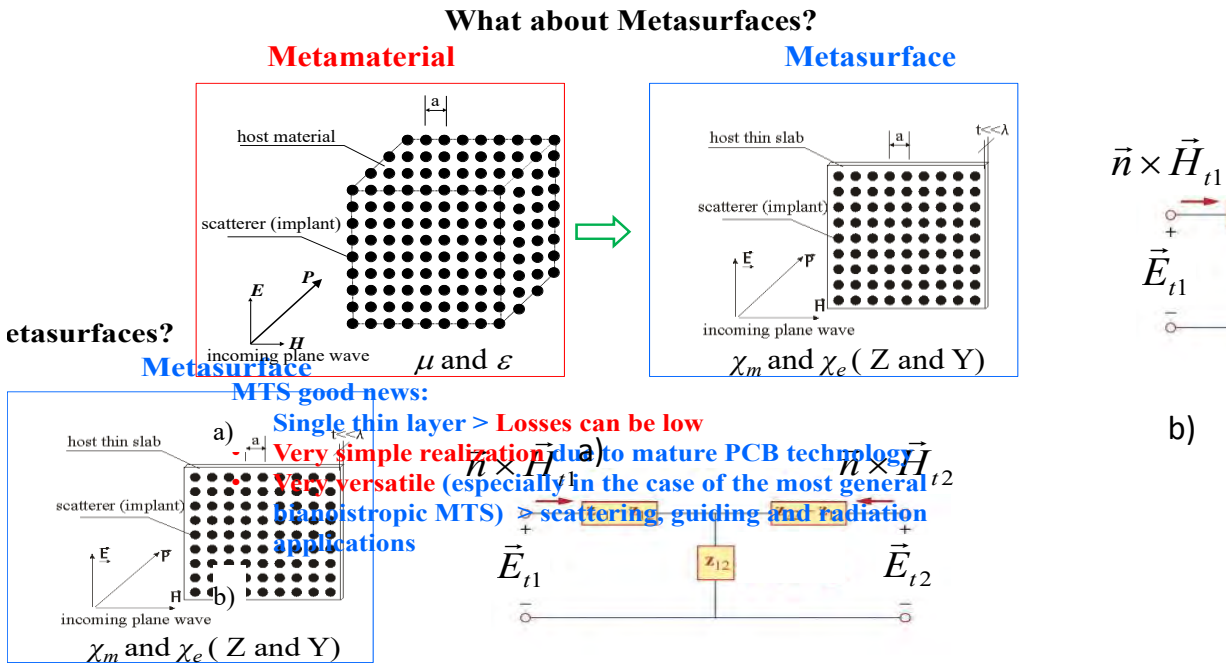 What about Metasurfaces?
Metamaterial
a
host material
scatterer (implant)
E
P
H
incoming plane wave
μ and ε
Metasurface
a
t<<λ
host thin slab
scatterer (implant)
E
P
H
incoming plane wave
χm and χe ( Z and Y)
n × Ht1
+
Et1
−
b)
etasurfaces?
Metasurface
a)
a
t<<λ
host thin slab
scatterer (implant)
E
P
H
b)
incoming plane wave
χm and χe ( Z and Y)
MTS good news:
Single thin layer > Losses can be low
• Very simple realization due to mature PCB technology
• Very versatile (especially in the case of the most general
bianoistropic MTS) > scattering, guiding and radiation
applications
a)
n × Ht1
n × Ht2
+
+
z12
Et1
Et2
−
−